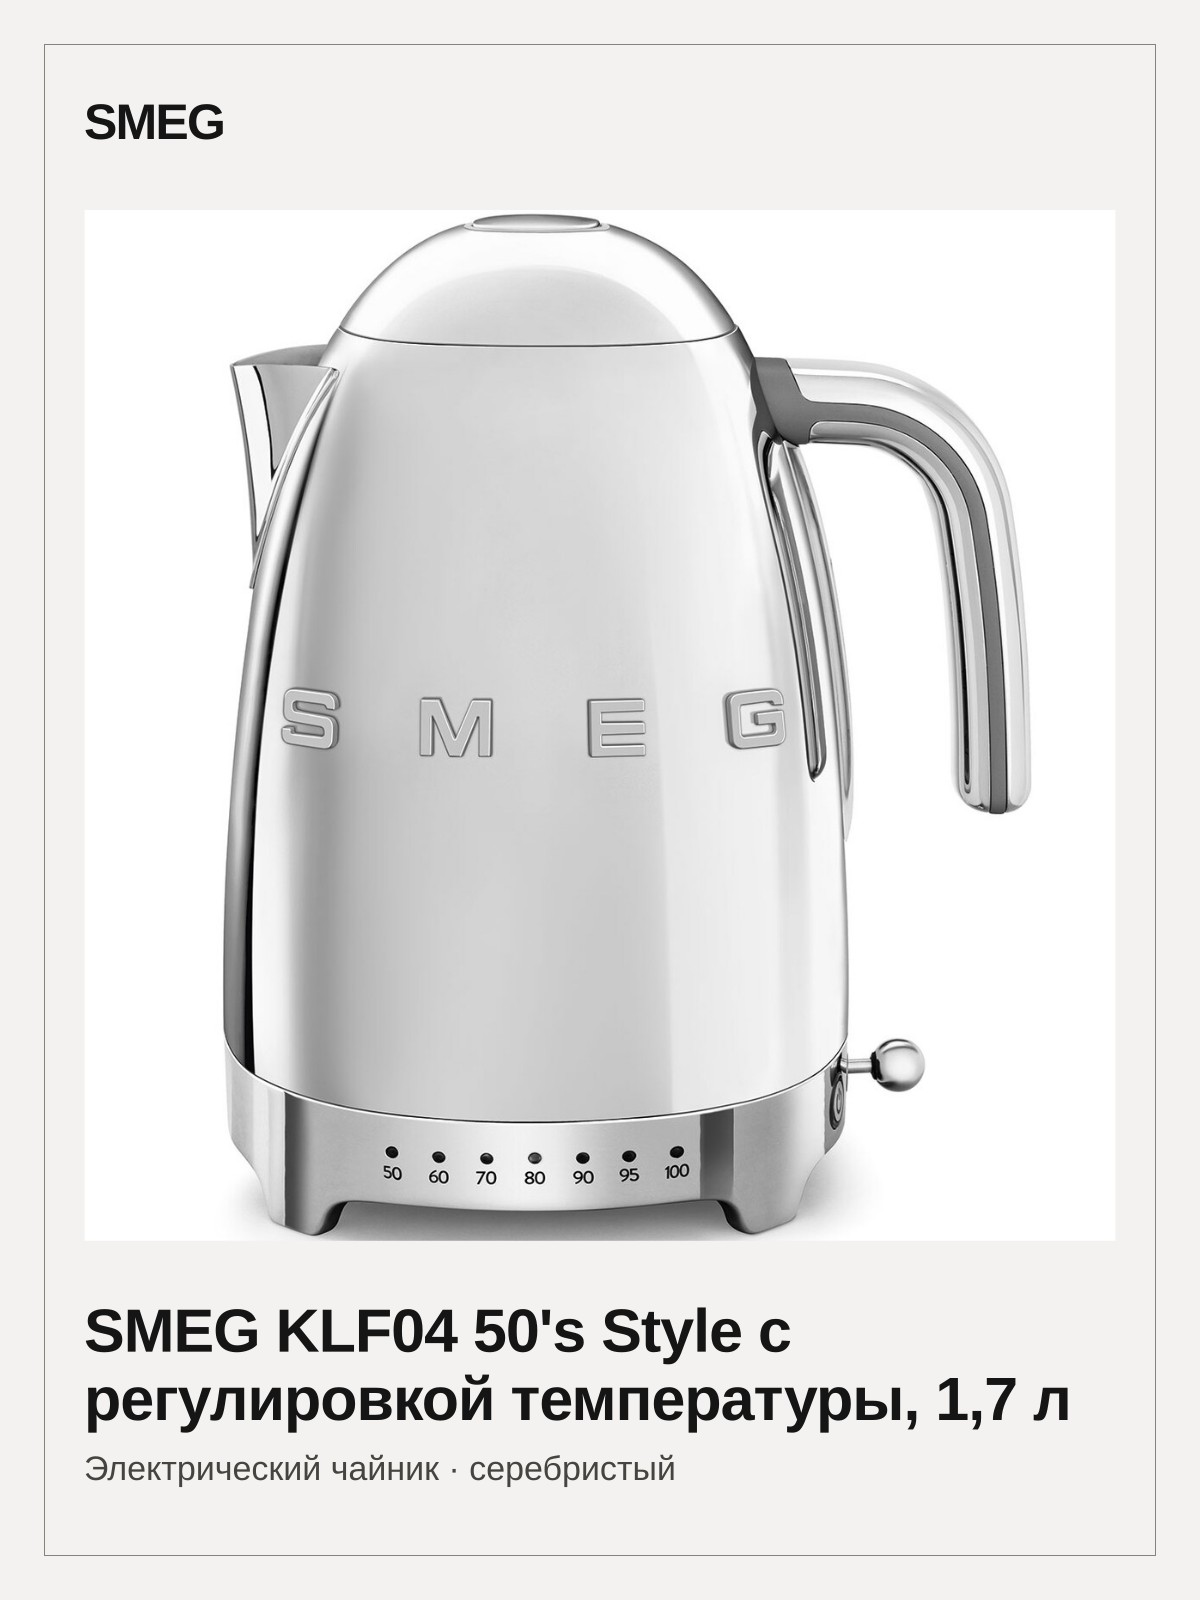 SMEG
S M E G
50 60 70 80 90 95 100
SMEG KLF04 50's Style с
регулировкой температуры, 1,7 л
Электрический чайник · серебристый